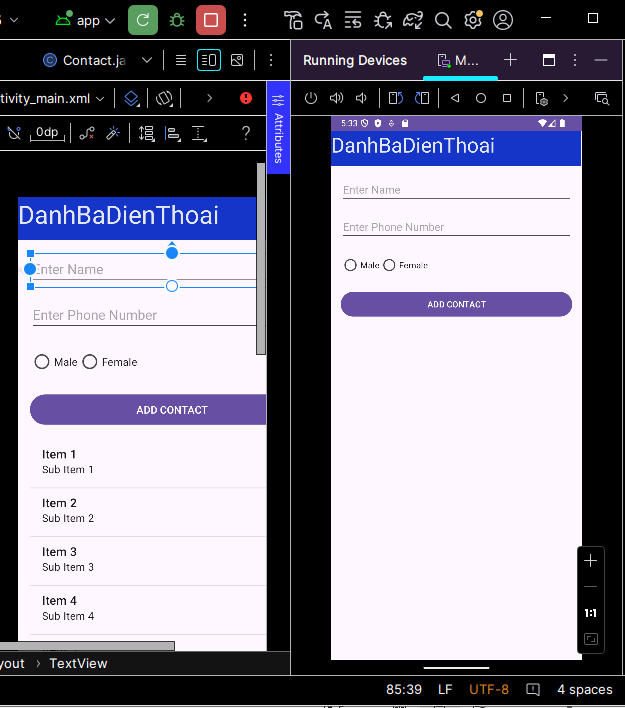 app
Contact.ja
Running Devices
M...
tivity_main.xml
0dp
Attributes
DanhBaDienThoai
Enter Name
Enter Phone Number
Male
Female
ADD CONTACT
Item 1
Sub Item 1
Item 2
Sub Item 2
Item 3
Sub Item 3
Item 4
Sub Item 4
5:33
DanhBaDienThoai
Enter Name
Enter Phone Number
Male
Female
ADD CONTACT
1:1
yout > TextView
85:39 LF UTF-8 4 spaces